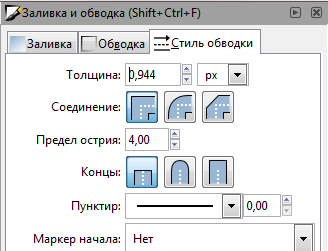 Заливка и обводка (Shift+Ctrl+F)
Заливка Обводка Стиль обводки
Толщина: 0,944 px
Соединение:
Предел острия: 4,00
Концы:
Пунктир: 0,00
Маркер начала: Нет